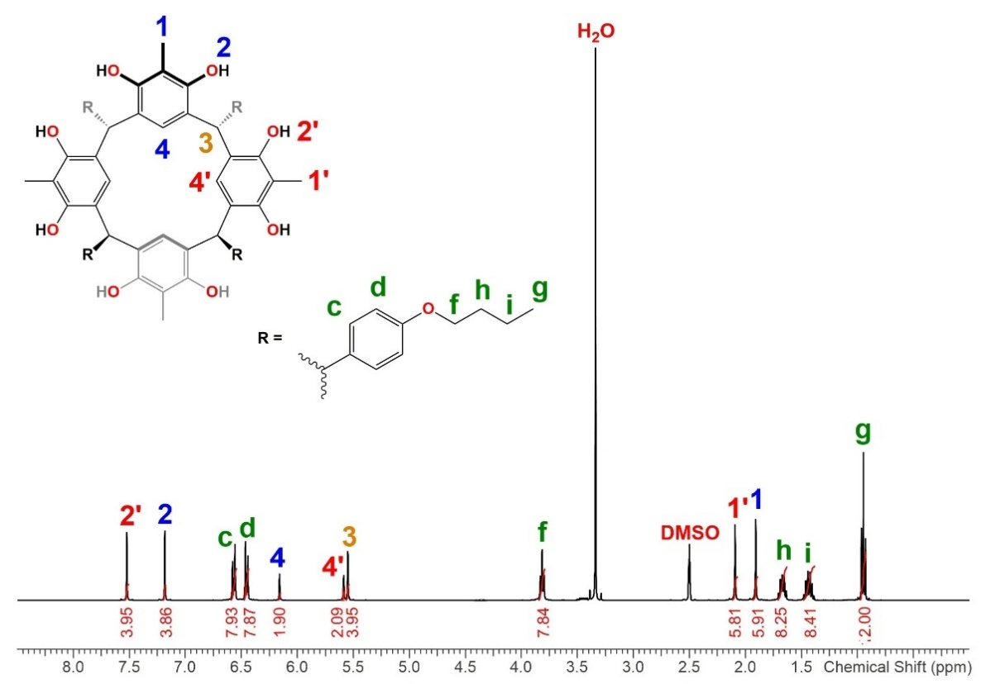 1
2
H₂O
HO
OH
R
R
HO
OH
2'
4
3
4'
1'
HO
OH
R
R
HO
OH
R =
c
d
O
f
h
i
g
g
2'
2
c
d
4
4'
3
f
DMSO
1'
1
h
i
3.95
3.86
7.93
7.87
1.90
2.09
3.95
7.84
5.81
5.91
8.25
8.41
2.00
8.0 7.5 7.0 6.5 6.0 5.5 5.0 4.5 4.0 3.5 3.0 2.5 2.0 1.5 Chemical Shift (ppm)